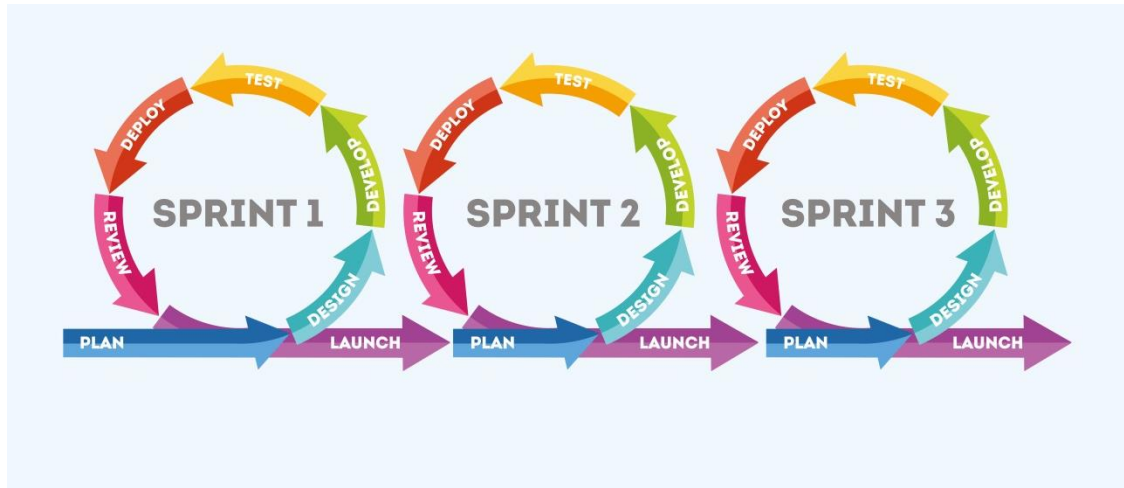 TEST
DEPLOY
DEVELOP
SPRINT 1
REVIEW
DESIGN
PLAN
LAUNCH
TEST
DEPLOY
DEVELOP
SPRINT 2
REVIEW
DESIGN
PLAN
LAUNCH
TEST
DEPLOY
DEVELOP
SPRINT 3
REVIEW
DESIGN
PLAN
LAUNCH